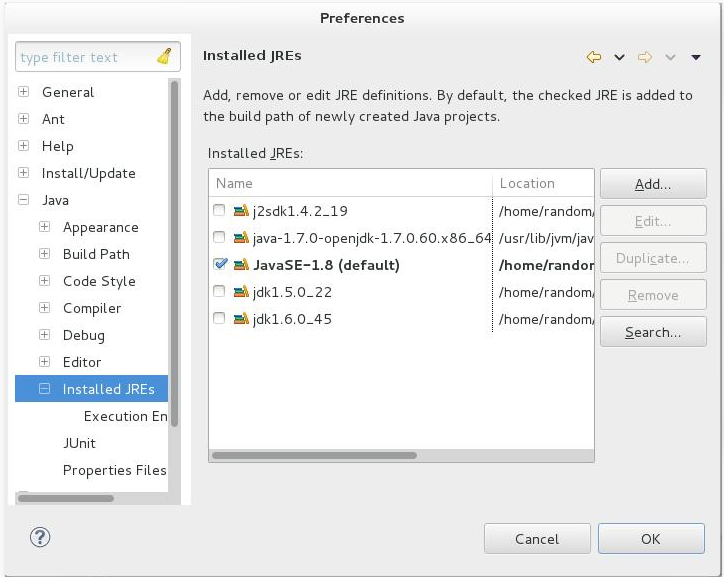 Preferences
type filter text
General
Ant
Help
Install/Update
Java
Appearance
Build Path
Code Style
Compiler
Debug
Editor
Installed JREs
Execution En
JUnit
Properties Files
Installed JREs
Add, remove or edit JRE definitions. By default, the checked JRE is added to
the build path of newly created Java projects.
Installed JREs:
Name Location
j2sdk1.4.2_19 /home/random/
java-1.7.0-openjdk-1.7.0.60.x86_64 /usr/lib/jvm/jav
JavaSE-1.8 (default) /home/random
jdk1.5.0_22 /home/random/
jdk1.6.0_45 /home/random/
Add...
Edit...
Duplicate...
Remove
Search...
?
Cancel OK